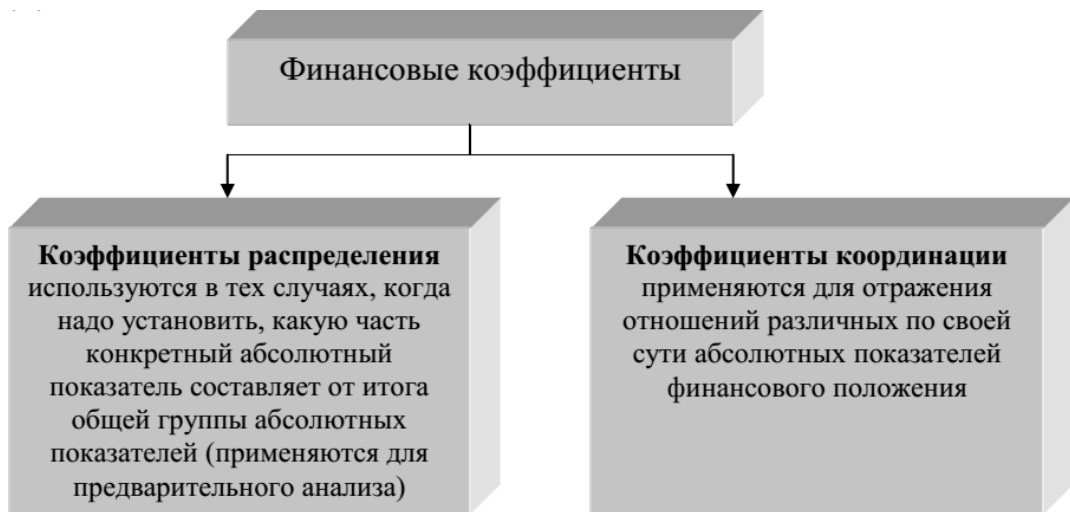 Финансовые коэффициенты
Коэффициенты распределения
используются в тех случаях, когда
надо установить, какую часть
конкретный абсолютный
показатель составляет от итога
общей группы абсолютных
показателей (применяются для
предварительного анализа)
Коэффициенты координации
применяются для отражения
отношений различных по своей
сути абсолютных показателей
финансового положения